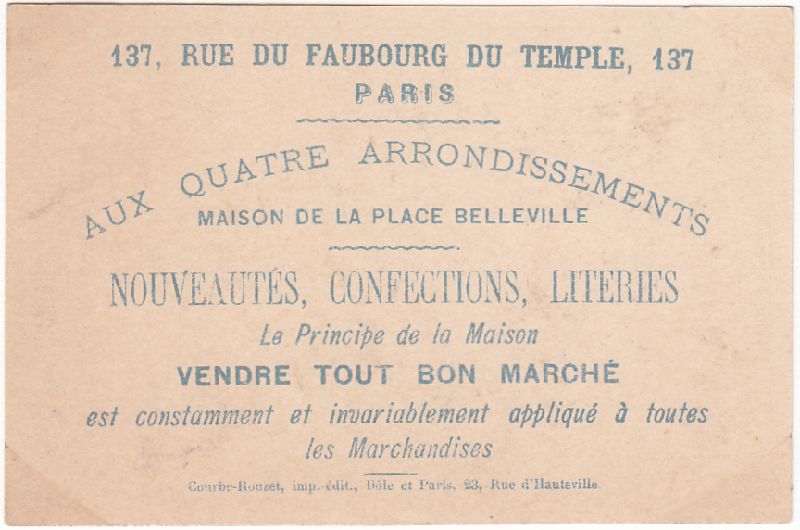 137, RUE DU FAUBOURG DU TEMPLE, 137
PARIS
AUX QUATRE ARRONDISSEMENTS
MAISON DE LA PLACE BELLEVILLE
NOUVEAUTÉS, CONFECTIONS, LITERIES
Le Principe de la Maison
VENDRE TOUT BON MARCHÉ
est constamment et invariablement appliqué à toutes
les Marchandises
Courbe-Rouzet, imp.-édit., Dôle et Paris, 23, Rue d'Hauteville.